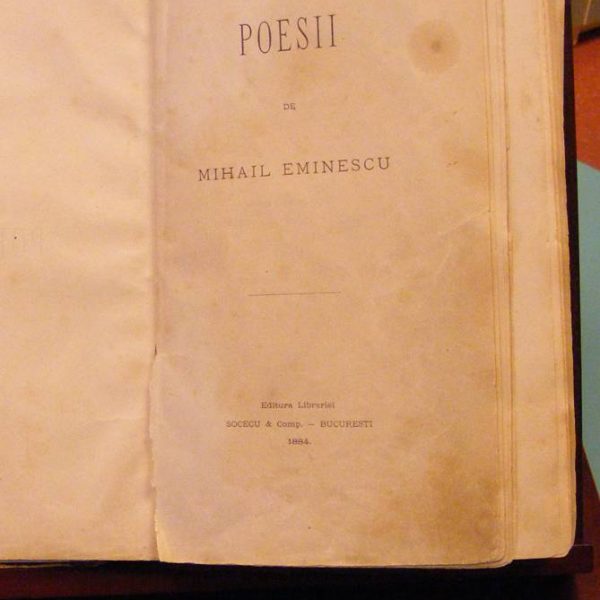 POESII
DE
MIHAIL EMINESCU
Editura Librariei
SOCECU & Comp. — BUCURESTI
1884.